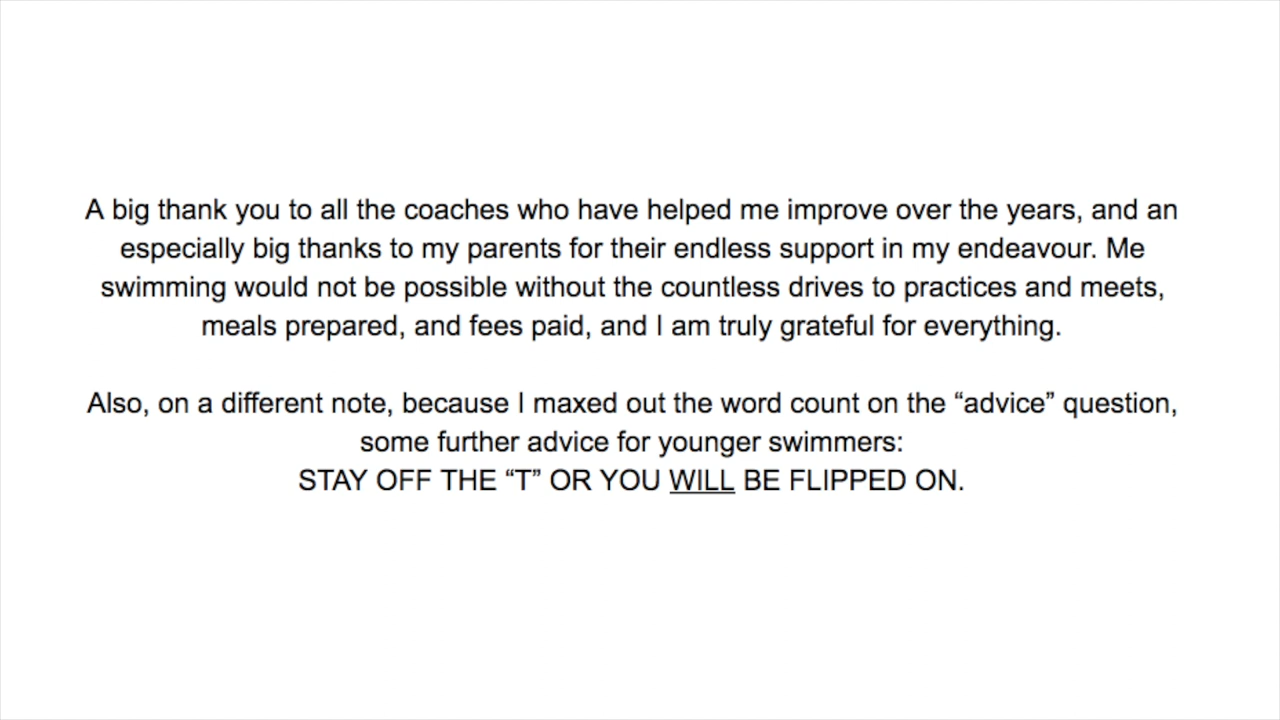 A big thank you to all the coaches who have helped me improve over the years, and an
especially big thanks to my parents for their endless support in my endeavour. Me
swimming would not be possible without the countless drives to practices and meets,
meals prepared, and fees paid, and I am truly grateful for everything.
Also, on a different note, because I maxed out the word count on the “advice” question,
some further advice for younger swimmers:
STAY OFF THE “T” OR YOU WILL BE FLIPPED ON.